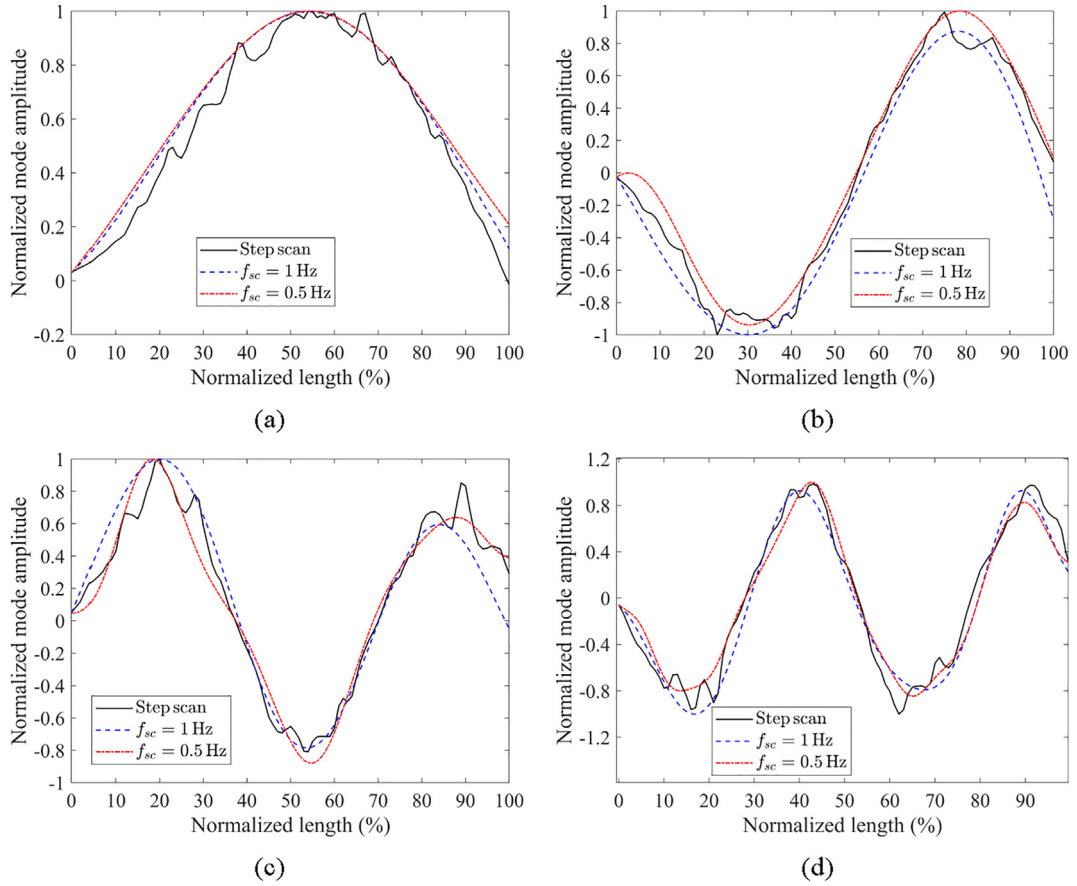 1
0.8
0.6
0.4
0.2
0
-0.2
Normalized mode amplitude
Step scan
f_sc = 1 Hz
f_sc = 0.5 Hz
0 10 20 30 40 50 60 70 80 90 100
Normalized length (%)
(a)
1
0.8
0.6
0.4
0.2
0
-0.2
-0.4
-0.6
-0.8
-1
Normalized mode amplitude
Step scan
f_sc = 1 Hz
f_sc = 0.5 Hz
0 10 20 30 40 50 60 70 80 90 100
Normalized length (%)
(b)
1
0.8
0.6
0.4
0.2
0
-0.2
-0.4
-0.6
-0.8
-1
Normalized mode amplitude
Step scan
f_sc = 1 Hz
f_sc = 0.5 Hz
0 10 20 30 40 50 60 70 80 90 100
Normalized length (%)
(c)
1.2
0.8
0.4
0
-0.4
-0.8
-1.2
Normalized mode amplitude
Step scan
f_sc = 1 Hz
f_sc = 0.5 Hz
0 10 20 30 40 50 60 70 80 90
Normalized length (%)
(d)